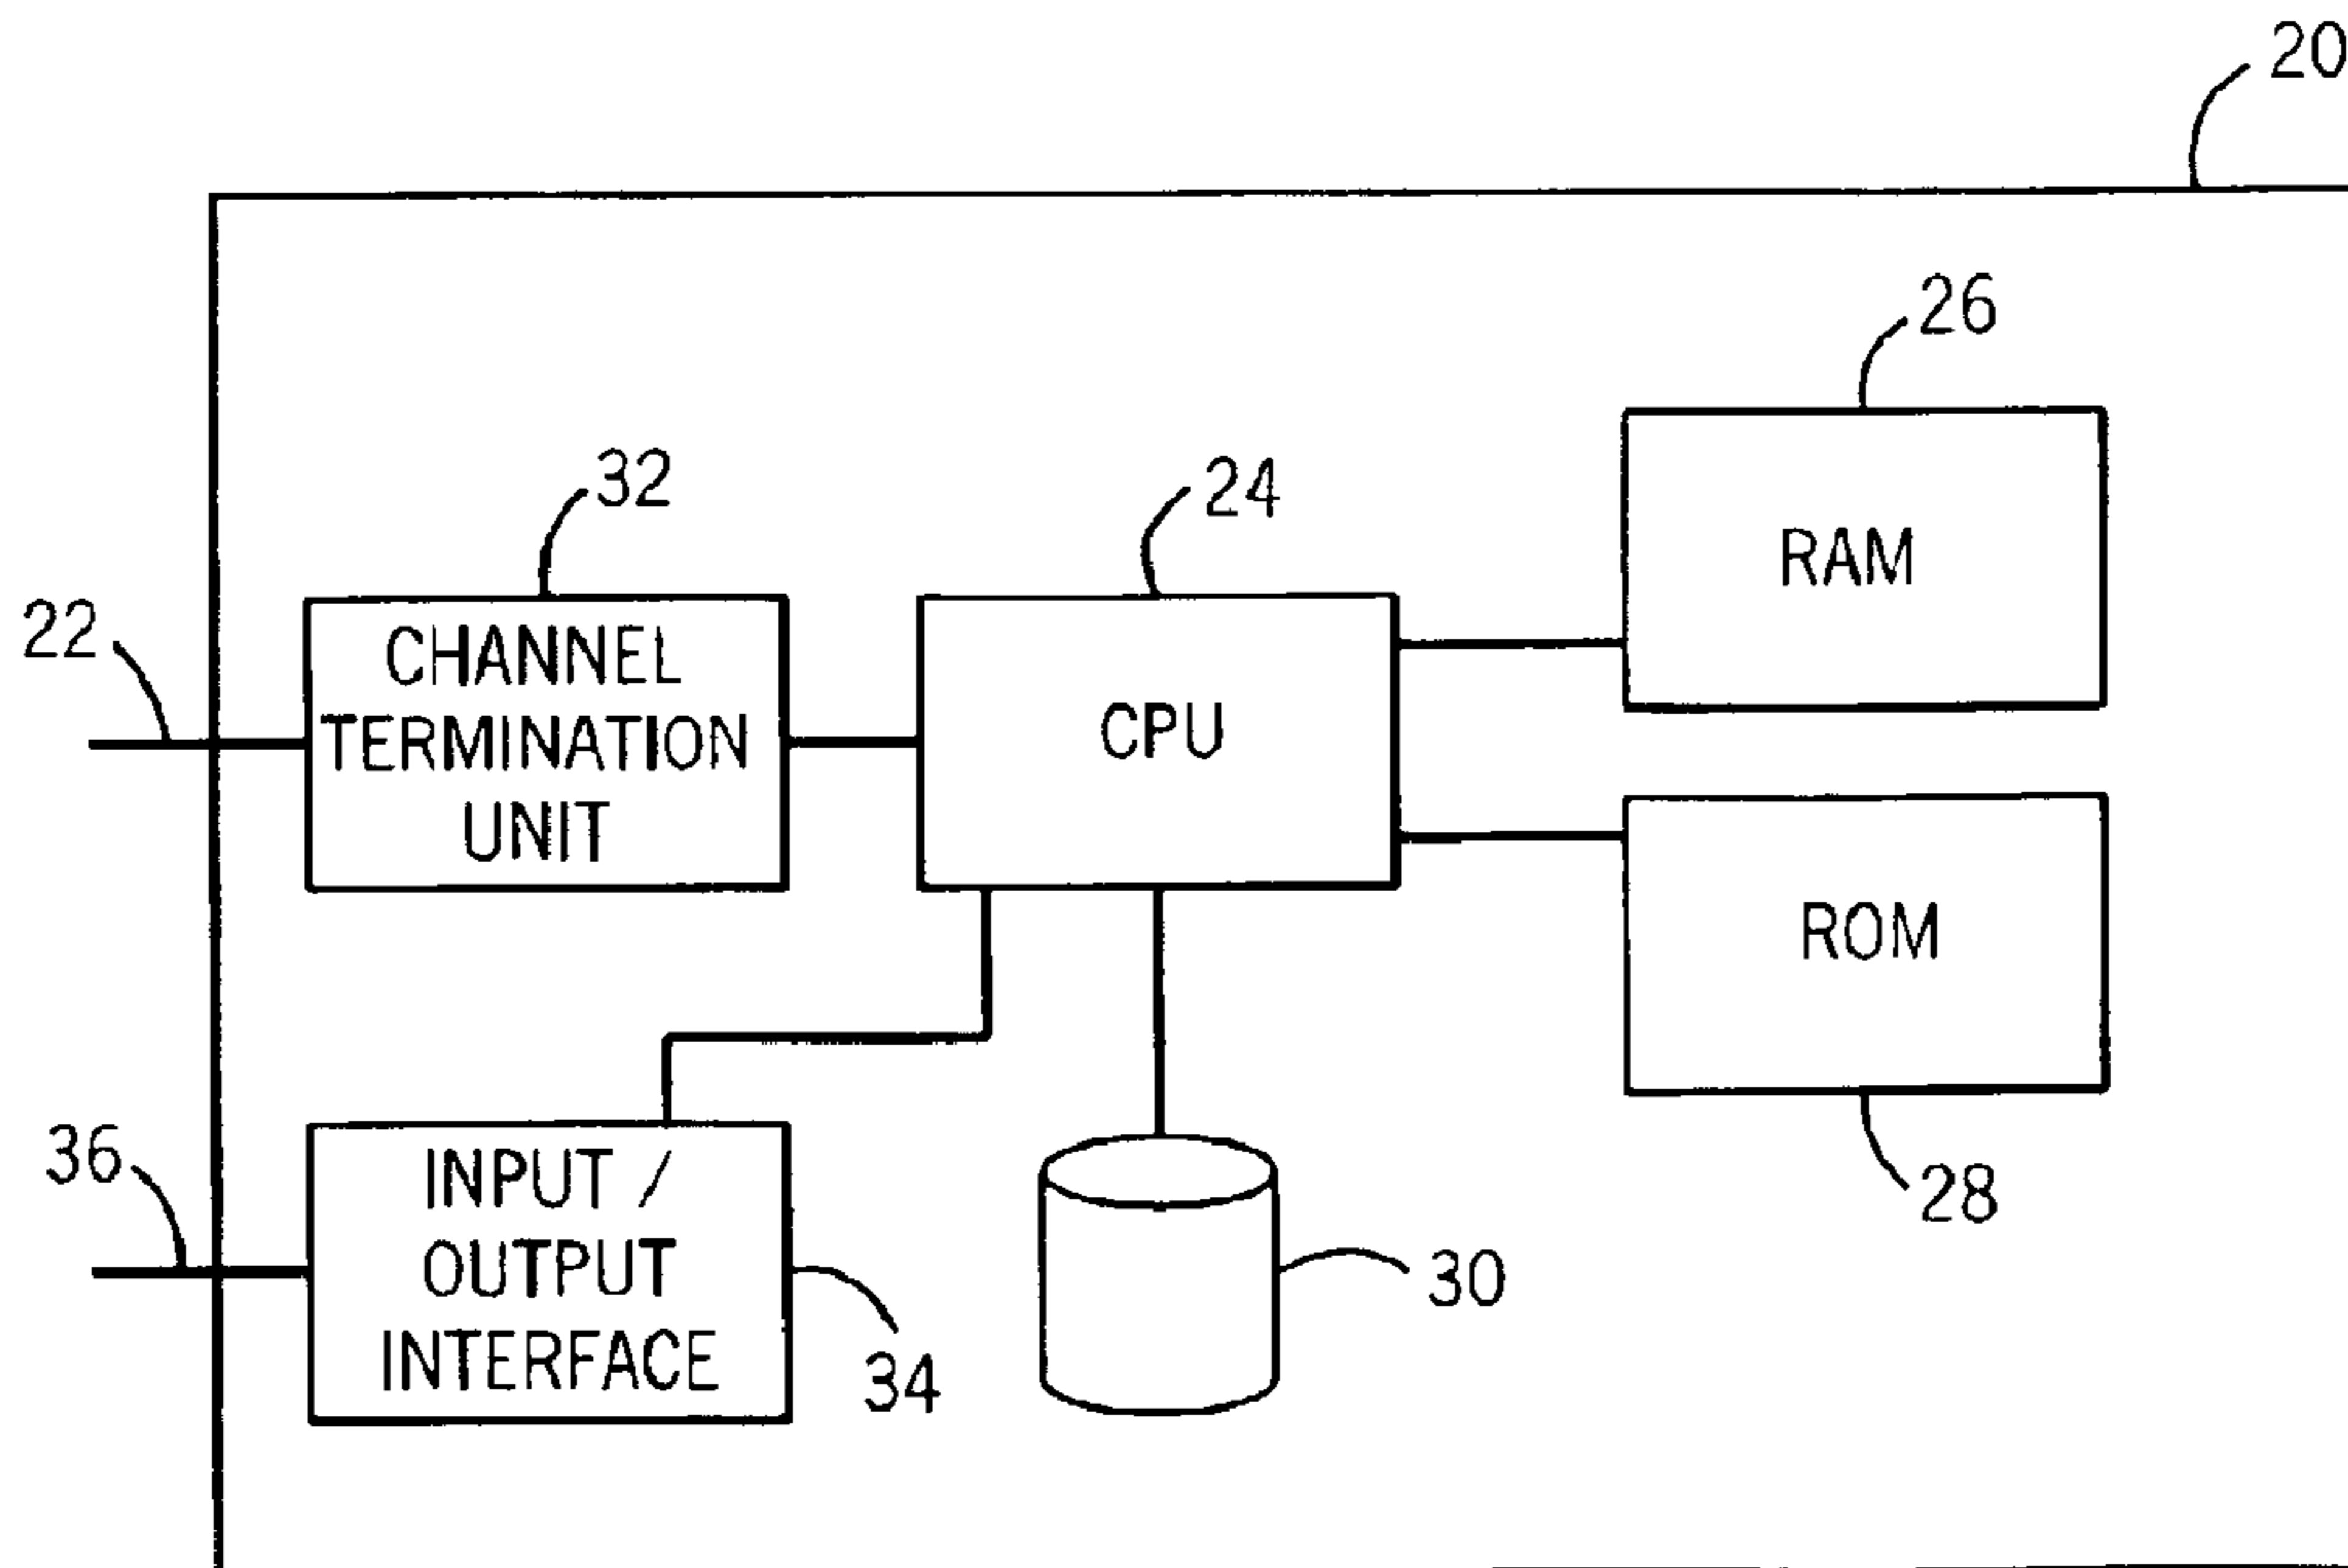 20
26
32
24
22
RAM
CHANNEL
TERMINATION
UNIT
CPU
ROM
36
INPUT /
OUTPUT
INTERFACE
28
30
34